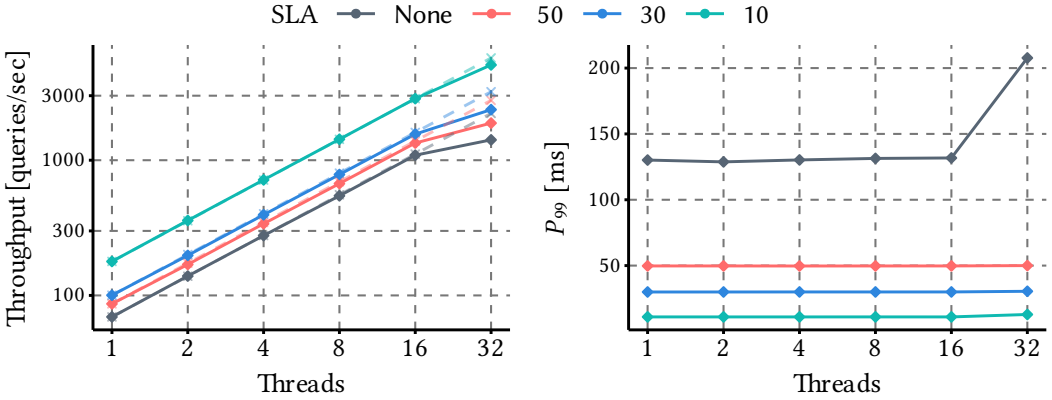 SLA None 50 30 10
Throughput [queries/sec]
3000
1000
300
100
1 2 4 8 16 32
Threads
P99 [ms]
200
150
100
50
1 2 4 8 16 32
Threads